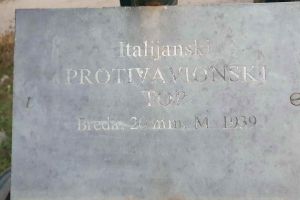 Italijanski
PROTIVAVIONSKI
TOP
Breda, 20 mm, M. 1939